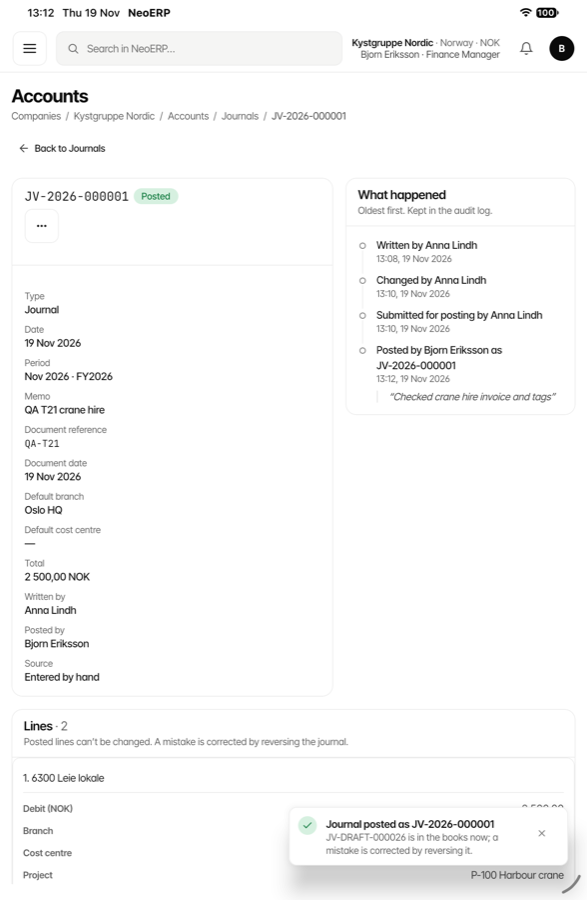 13:12 Thu 19 Nov NeoERP
100
Search in NeoERP...
Kystgruppe Nordic · Norway · NOK
Bjorn Eriksson · Finance Manager
B
Accounts
Companies / Kystgruppe Nordic / Accounts / Journals / JV-2026-000001
← Back to Journals
JV-2026-000001 Posted
...
Type
Journal
Date
19 Nov 2026
Period
Nov 2026 · FY2026
Memo
QA T21 crane hire
Document reference
QA-T21
Document date
19 Nov 2026
Default branch
Oslo HQ
Default cost centre
—
Total
2 500,00 NOK
Written by
Anna Lindh
Posted by
Bjorn Eriksson
Source
Entered by hand
What happened
Oldest first. Kept in the audit log.
Written by Anna Lindh
13:08, 19 Nov 2026
Changed by Anna Lindh
13:10, 19 Nov 2026
Submitted for posting by Anna Lindh
13:10, 19 Nov 2026
Posted by Bjorn Eriksson as
JV-2026-000001
13:12, 19 Nov 2026
“Checked crane hire invoice and tags”
Lines · 2
Posted lines can't be changed. A mistake is corrected by reversing the journal.
1. 6300 Leie lokale
Debit (NOK)
Branch
Cost centre
Project
P-100 Harbour crane
Journal posted as JV-2026-000001
JV-DRAFT-000026 is in the books now; a
mistake is corrected by reversing it.